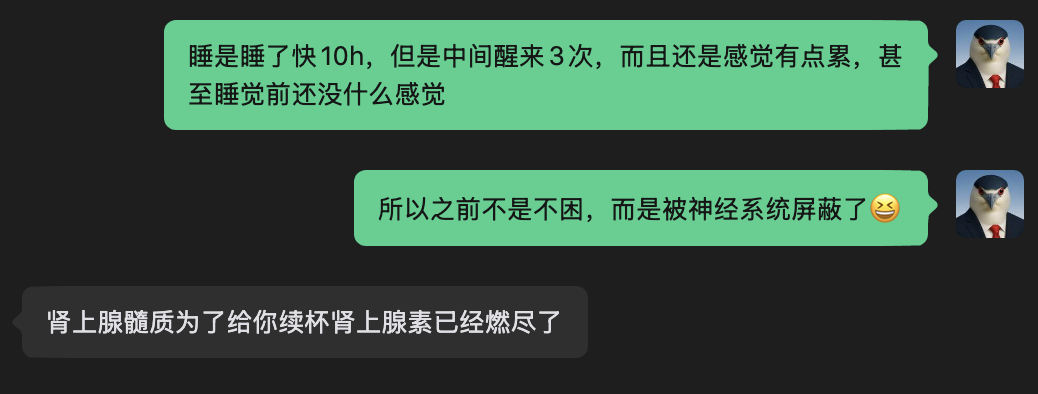 睡是睡了快10h，但是中间醒来3次，而且还是感觉有点累，甚
至睡觉前还没什么感觉
所以之前不是不困，而是被神经系统屏蔽了😆
肾上腺髓质为了给你续杯肾上腺素已经燃尽了